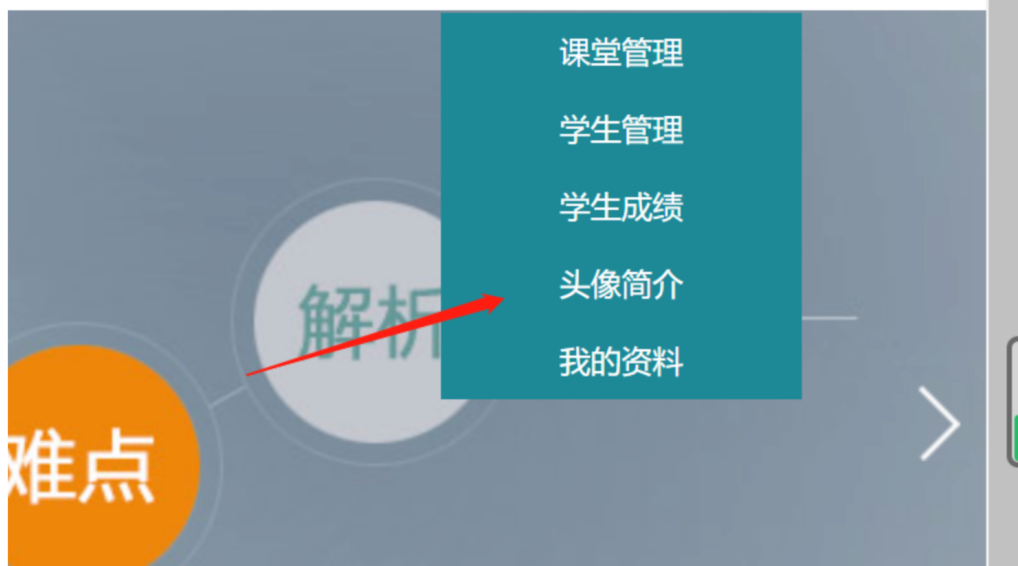 课堂管理
学生管理
学生成绩
头像简介
我的资料
解析
难点